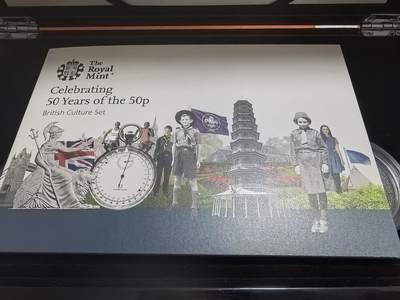 The
Royal
Mint®
Celebrating
50 Years of the 50p
British Culture Set